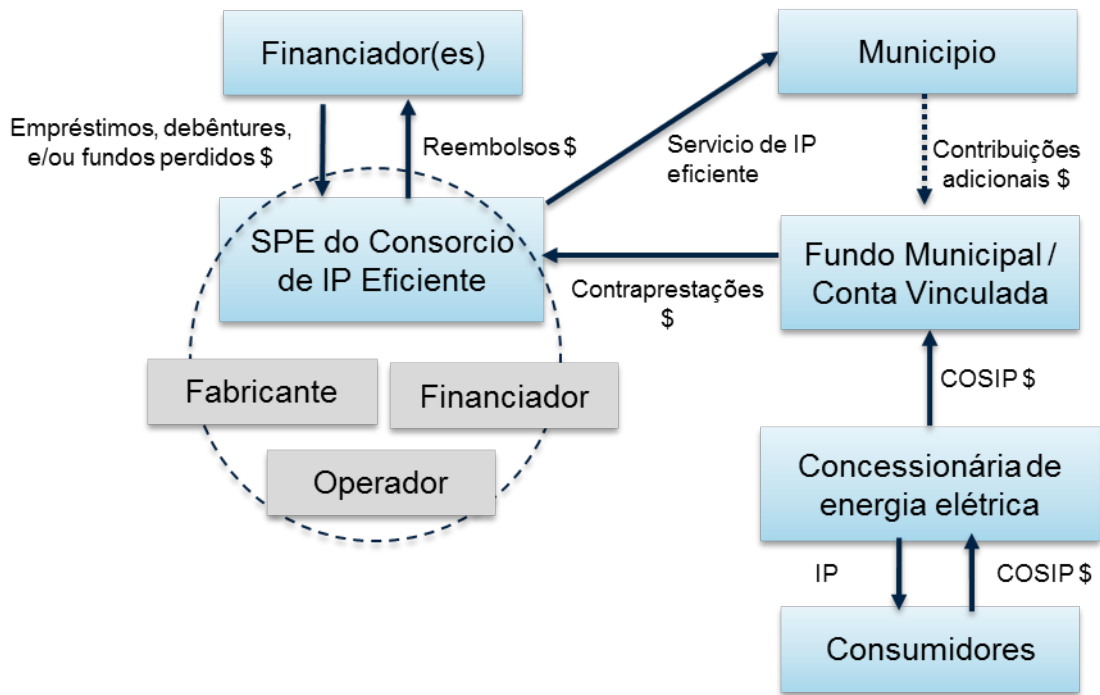 Financiador(es)
Municipio
Empréstimos, debêntures,
e/ou fundos perdidos $
Reembolsos $
Servicio de IP
eficiente
Contribuições
adicionais $
SPE do Consorcio
de IP Eficiente
Contraprestações
$
Fundo Municipal /
Conta Vinculada
Fabricante
Financiador
Operador
COSIP $
Concessionária de
energia elétrica
IP
COSIP $
Consumidores